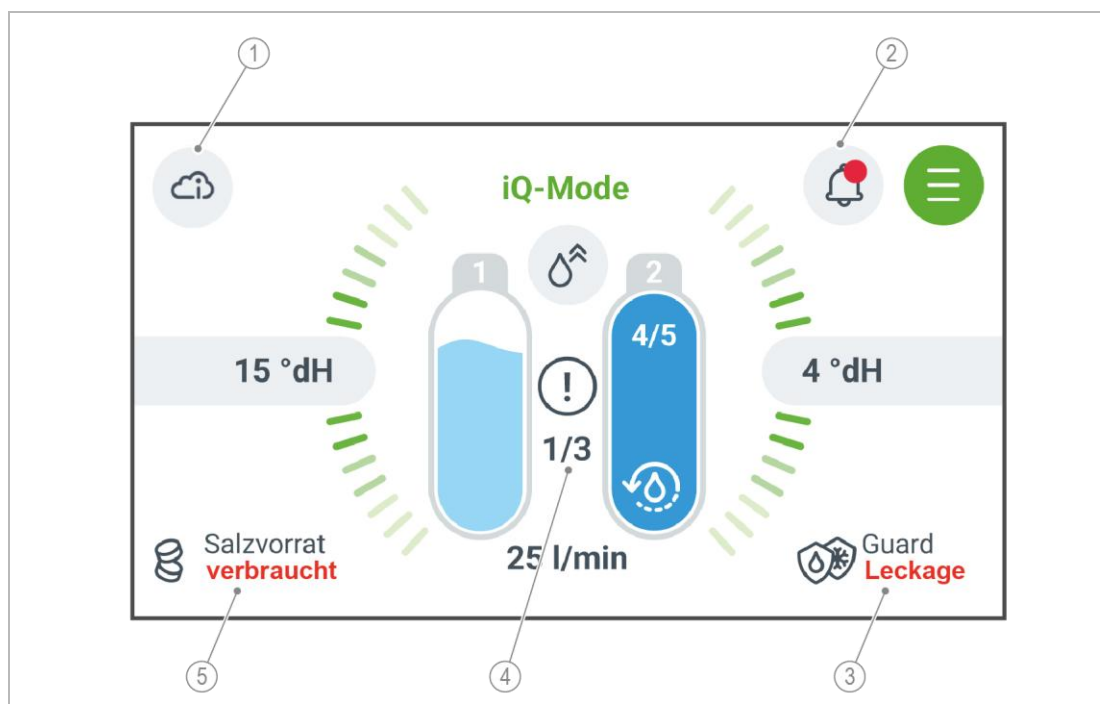 1
2
iQ-Mode
1
2
4/5
15 °dH
4 °dH
!
1/3
Salzvorrat
verbraucht
25 l/min
Guard
Leckage
5
4
3